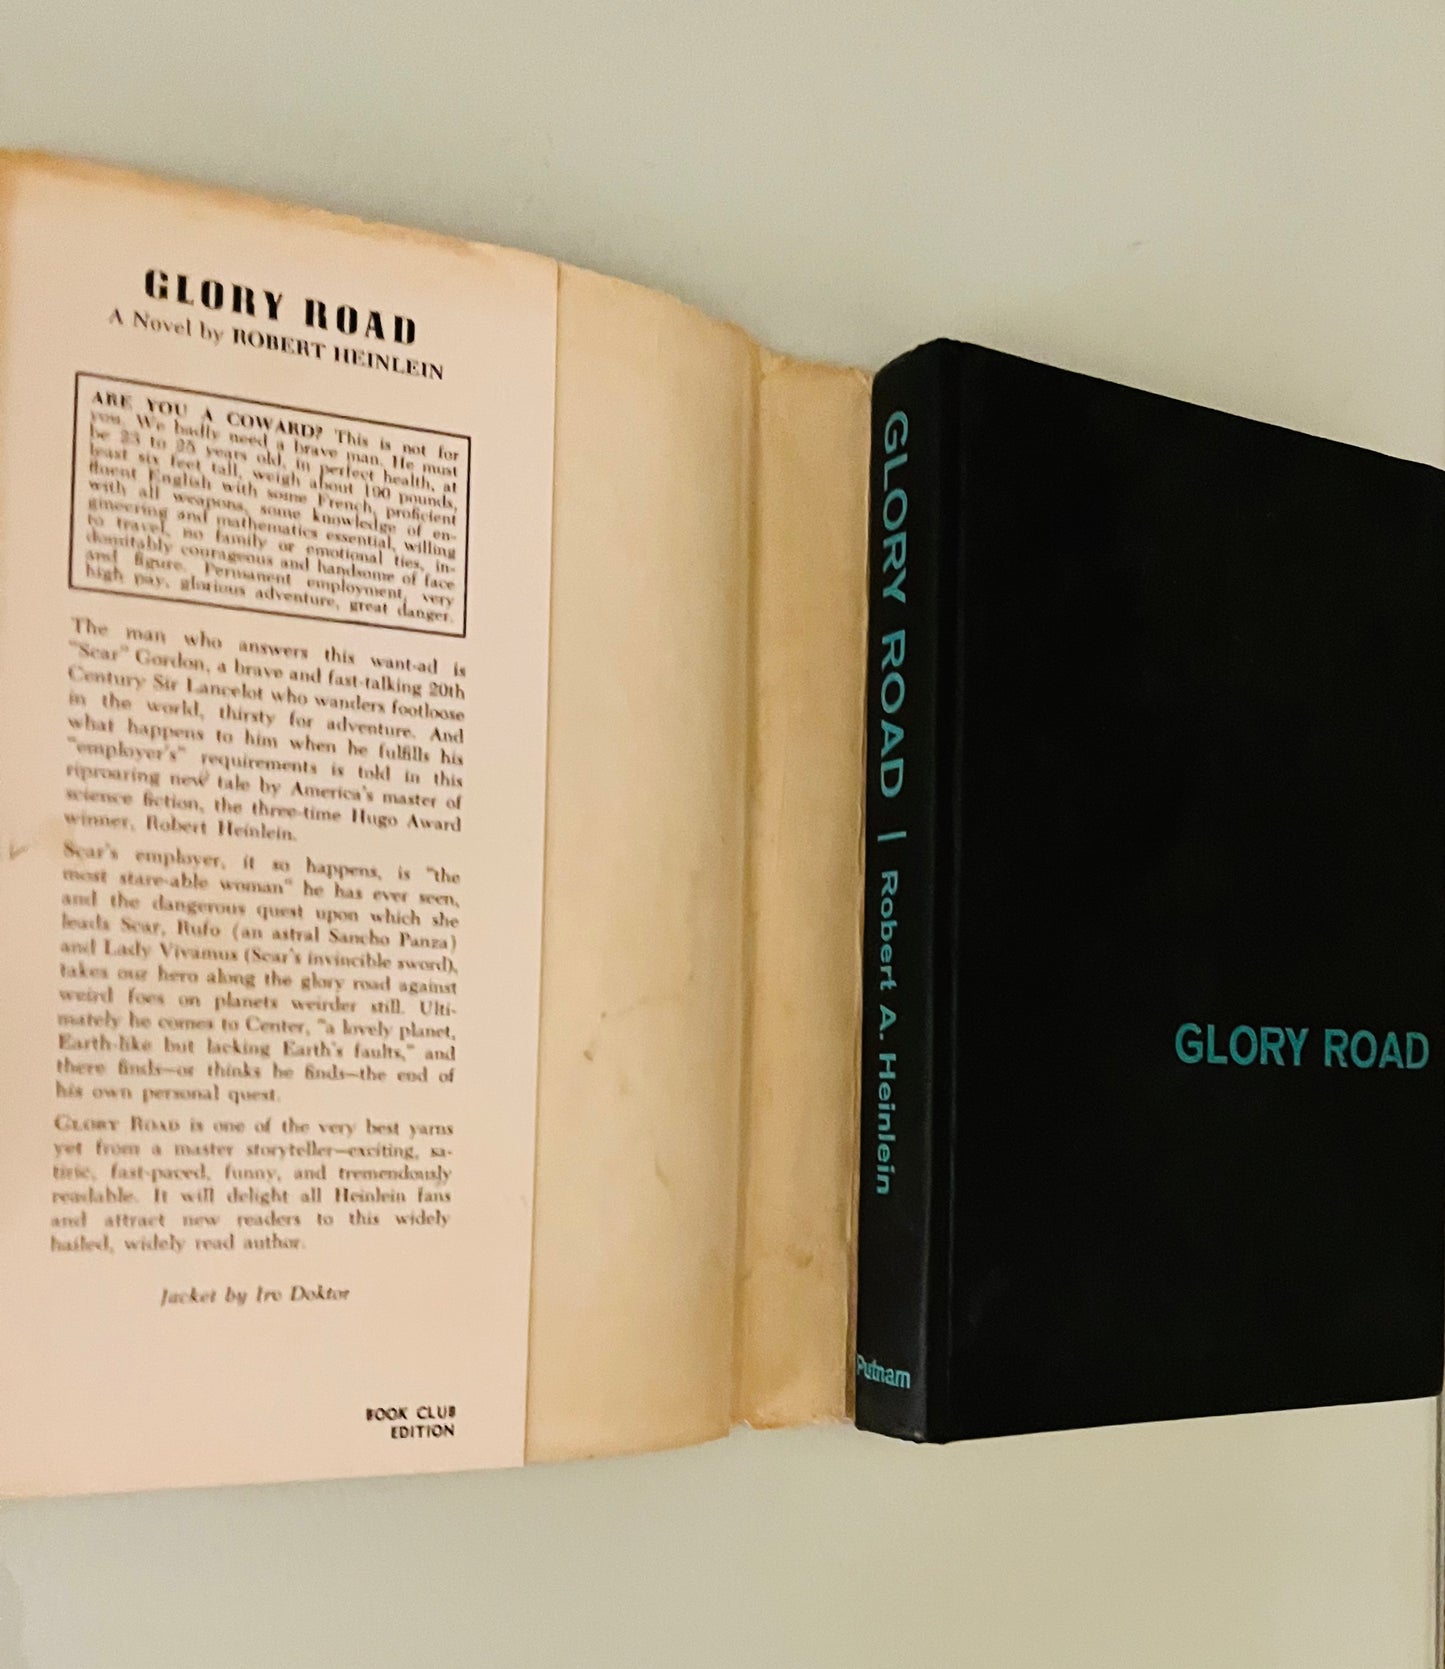 GLORY ROAD
A Novel by ROBERT HEINLEIN
ARE YOU A COWARD? This is not for
you. We badly need a brave man. He must
be 23 to 25 years old, in perfect health, at
least six feet tall, weigh about 190 pounds,
fluent English with some French, proficient
with all weapons, some knowledge of en-
gineering and mathematics essential, willing
to travel, no family or emotional ties, in-
domitably courageous and handsome of face
and figure. Permanent employment, very
high pay, glorious adventure, great danger.
The man who answers this want-ad is
"Scar" Gordon, a brave and fast-talking 20th
Century Sir Lancelot who wanders footloose
in the world, thirsty for adventure. And
what happens to him when he fulfills his
"employer's" requirements is told in this
riproaring new tale by America's master of
science fiction, the three-time Hugo Award
winner, Robert Heinlein.
Scar's employer, it so happens, is "the
most stare-able woman" he has ever seen,
and the dangerous quest upon which she
leads Scar, Rufo (an astral Sancho Panza)
and Lady Vivamus (Scar's invincible sword),
takes our hero along the glory road against
weird foes on planets weirder still. Ulti-
mately he comes to Center, "a lovely planet,
Earth-like but lacking Earth's faults," and
there finds—or thinks he finds—the end of
his own personal quest.
GLORY ROAD is one of the very best yarns
yet from a master storyteller—exciting, sa-
tiric, fast-paced, funny, and tremendously
readable. It will delight all Heinlein fans
and attract new readers to this widely
hailed, widely read author.
Jacket by Irv Doktor
BOOK CLUB
EDITION
GLORY ROAD | Robert A. Heinlein
Putnam
GLORY ROAD